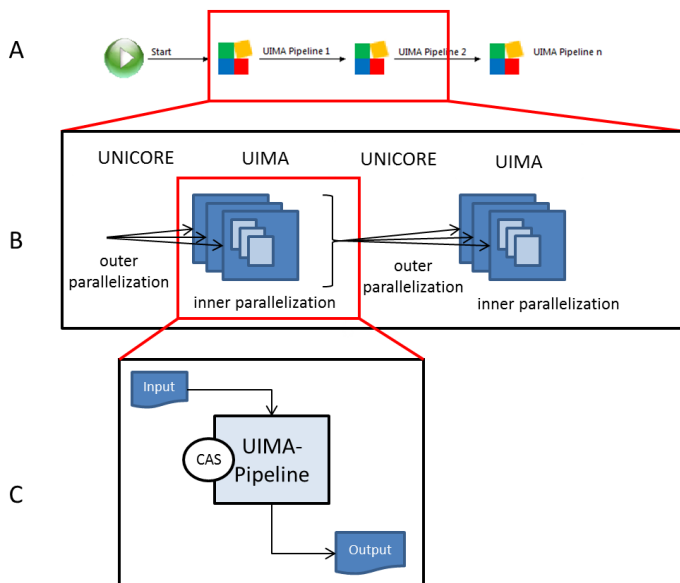 A
Start
UIMA Pipeline 1
UIMA Pipeline 2
UIMA Pipeline n
UNICORE
UIMA
UNICORE
UIMA
B
outer
parallelization
inner parallelization
outer
parallelization
inner parallelization
Input
CAS
UIMA-
Pipeline
C
Output